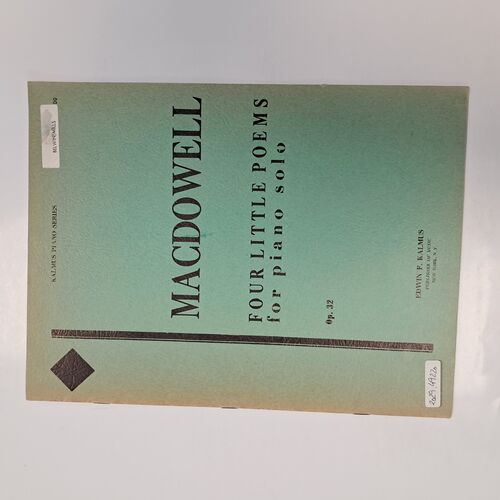 KALMUS PIANO SERIES
MACDOWELL
FOUR LITTLE POEMS
for piano solo
Op. 32
EDWIN F. KALMUS
PUBLISHER OF MUSIC
NEW YORK, N.Y.